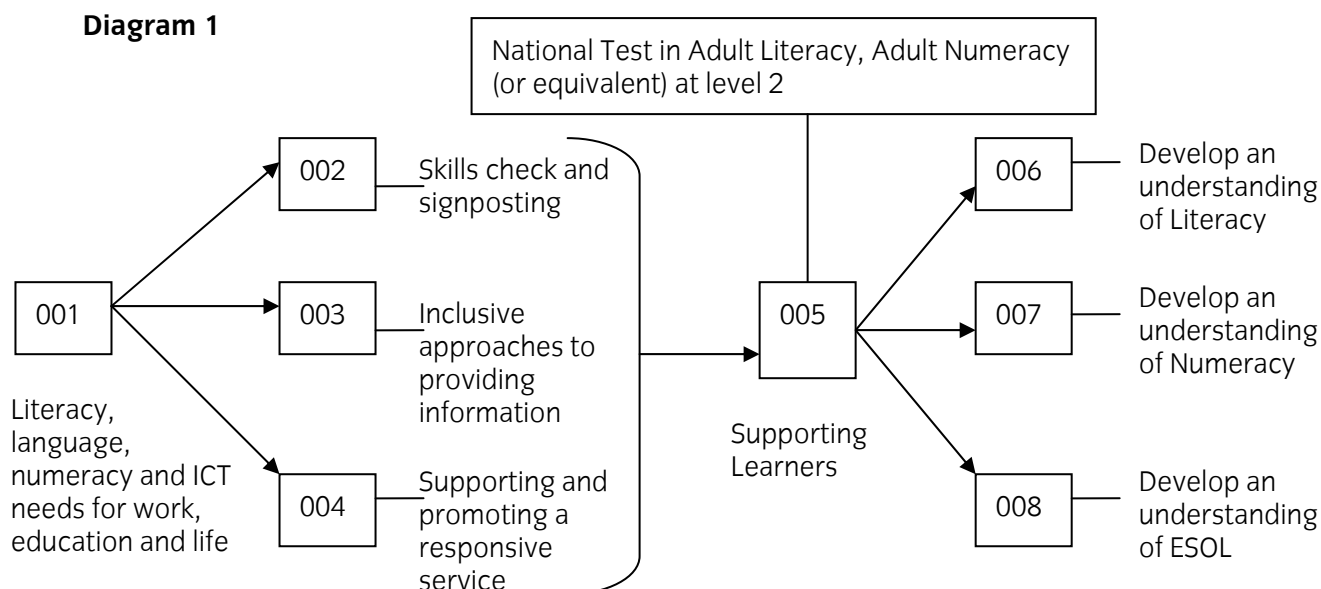 Diagram 1
National Test in Adult Literacy, Adult Numeracy
(or equivalent) at level 2
001
Literacy,
language,
numeracy and ICT
needs for work,
education and life
002
Skills check and
signposting
003
Inclusive
approaches to
providing
information
004
Supporting and
promoting a
responsive
service
005
Supporting
Learners
006
Develop an
understanding
of Literacy
007
Develop an
understanding
of Numeracy
008
Develop an
understanding
of ESOL